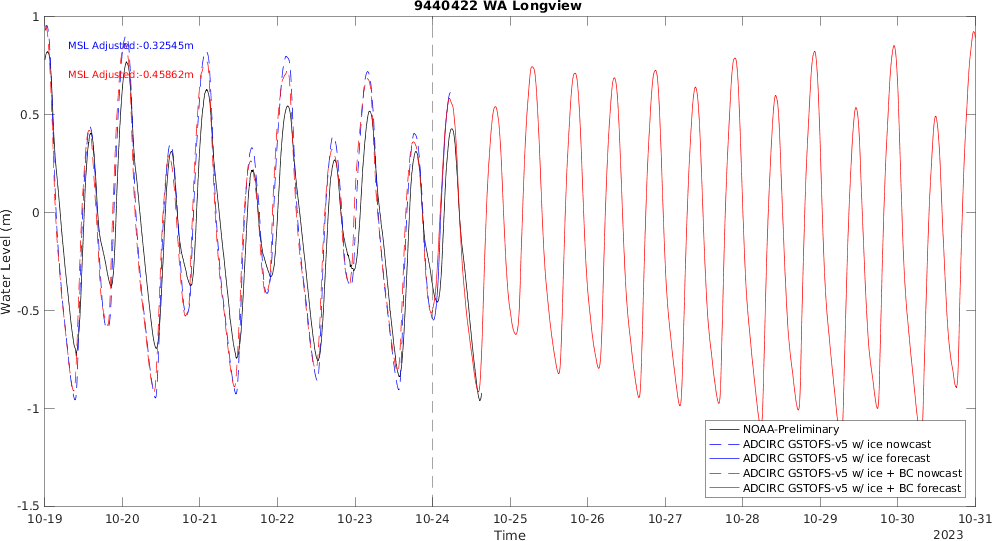 9440422 WA Longview
MSL Adjusted:-0.32545m
MSL Adjusted:-0.45862m
Water Level (m)
1
0.5
0
-0.5
-1
-1.5
NOAA-Preliminary
ADCIRC GSTOFS-v5 w/ ice nowcast
ADCIRC GSTOFS-v5 w/ ice forecast
ADCIRC GSTOFS-v5 w/ ice + BC nowcast
ADCIRC GSTOFS-v5 w/ ice + BC forecast
10-19 10-20 10-21 10-22 10-23 10-24 10-25 10-26 10-27 10-28 10-29 10-30 10-31
Time
2023